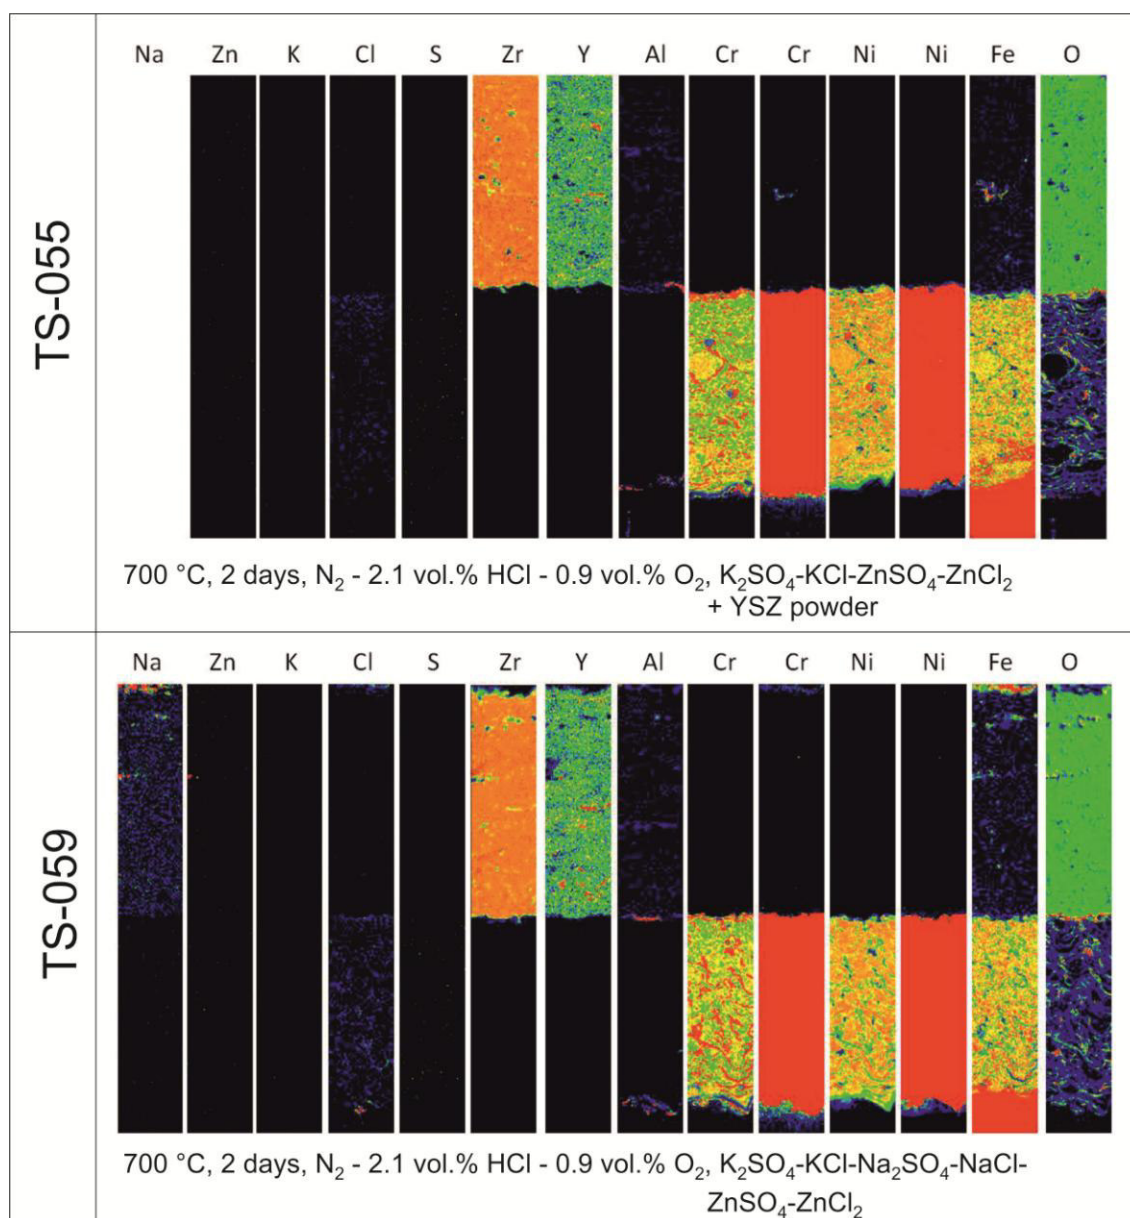 TS-055
Na Zn K Cl S Zr Y Al Cr Cr Ni Ni Fe O
700 °C, 2 days, N₂ - 2.1 vol.% HCl - 0.9 vol.% O₂, K₂SO₄-KCl-ZnSO₄-ZnCl₂
+ YSZ powder
TS-059
Na Zn K Cl S Zr Y Al Cr Cr Ni Ni Fe O
700 °C, 2 days, N₂ - 2.1 vol.% HCl - 0.9 vol.% O₂, K₂SO₄-KCl-Na₂SO₄-NaCl-
ZnSO₄-ZnCl₂